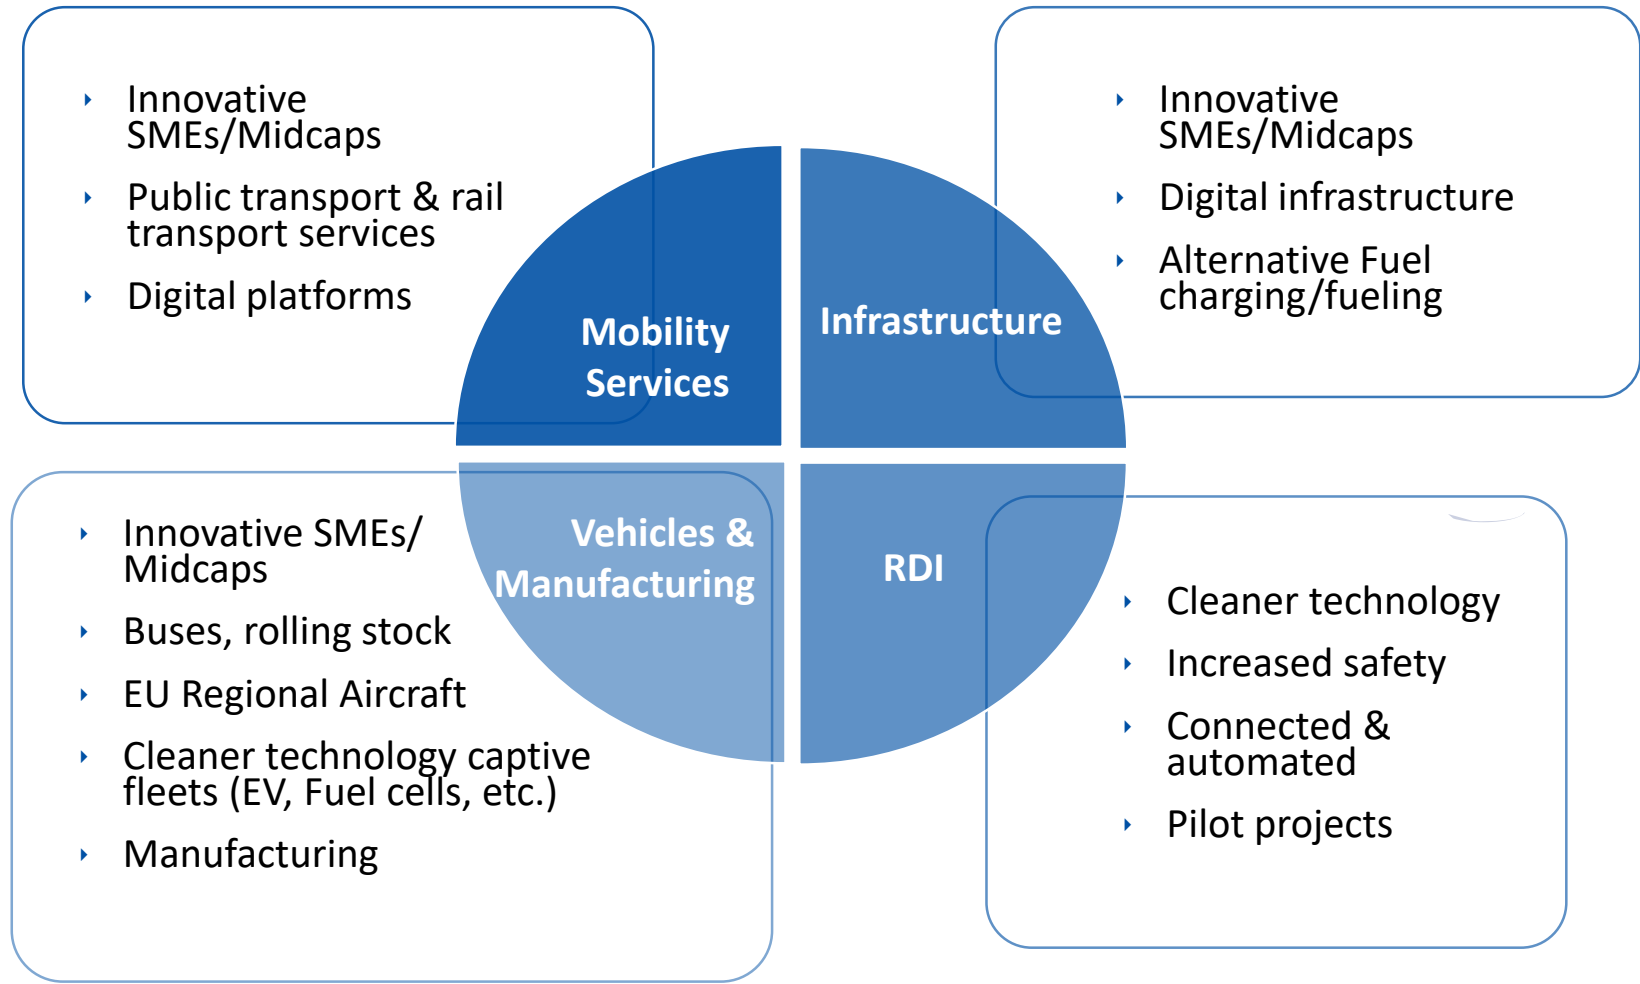 Innovative
SMEs/Midcaps
Public transport & rail
transport services
Digital platforms
Mobility
Services
Innovative
SMEs/Midcaps
Digital infrastructure
Alternative Fuel
charging/fueling
Infrastructure
Innovative SMEs/
Midcaps
Buses, rolling stock
EU Regional Aircraft
Cleaner technology captive
fleets (EV, Fuel cells, etc.)
Manufacturing
Vehicles &
Manufacturing
RDI
Cleaner technology
Increased safety
Connected &
automated
Pilot projects